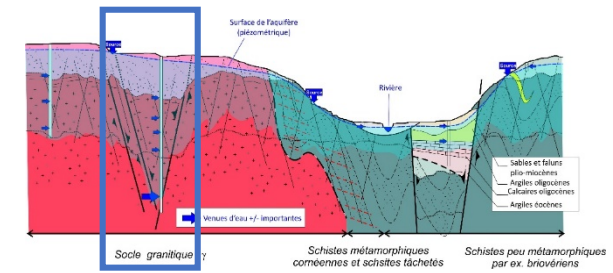 Surface de l'aquifère
(piézométrique)
Source
Source
Rivière
Source
Sables et faluns
plio-miocènes
Argiles oligocènes
Calcaires oligocènes
Argiles éocènes
Venues d'eau +/- importantes
Socle granitique γ
Schistes métamorphiques
cornéennes et schsites tâchetés
Schistes peu métamorphiques
par ex. briovériens